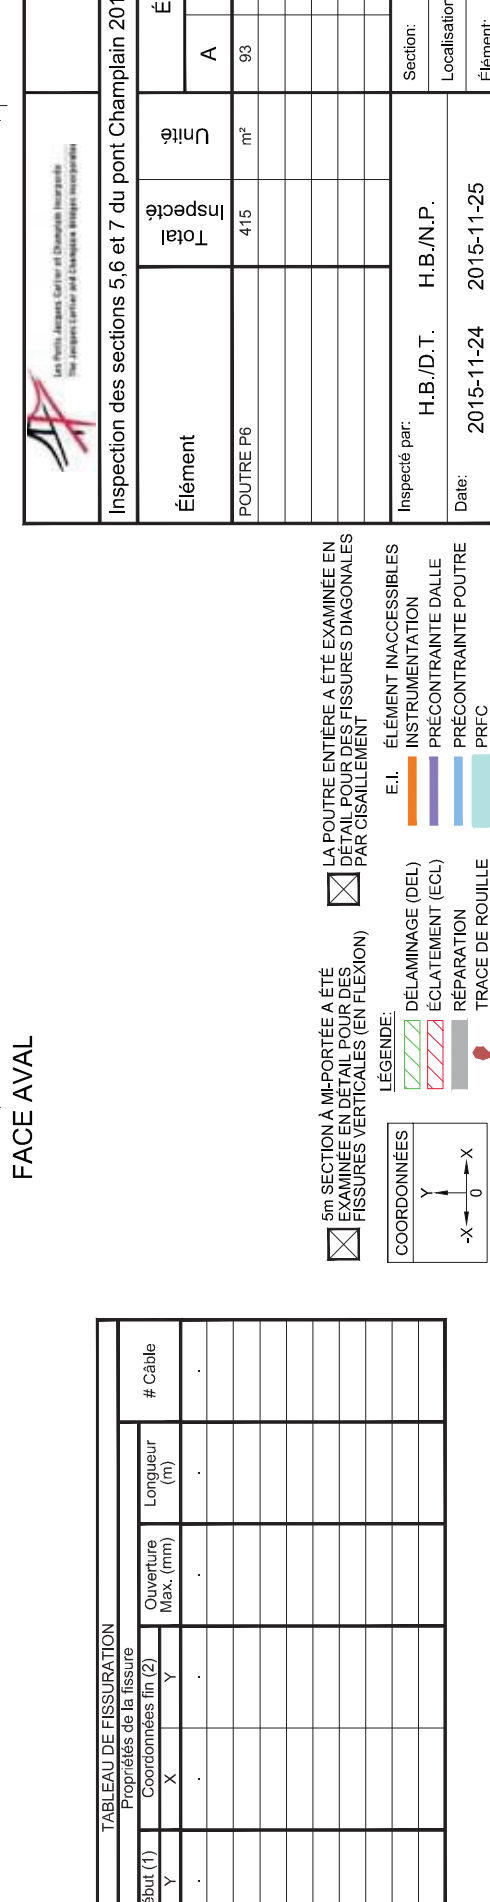 FACE AVAL
TABLEAU DE FISSURATION
Propriétés de la fissure
ébut (1)
Coordonnées fin (2)
Ouverture
Max. (mm)
Longueur
(m)
# Câble
Y
X
Y
. . . . . .
5m SECTION À MI-PORTÉE A ÉTÉ
EXAMINÉE EN DÉTAIL POUR DES
FISSURES VERTICALES (EN FLEXION)
LA POUTRE ENTIÈRE A ÉTÉ EXAMINÉE EN
DÉTAIL POUR DES FISSURES DIAGONALES
PAR CISAILLEMENT
COORDONNÉES
Y
-X
0
X
LÉGENDE:
DÉLAMINAGE (DEL)
ÉCLATEMENT (ECL)
RÉPARATION
TRACE DE ROUILLE
E.I. ÉLÉMENT INACCESSIBLES
INSTRUMENTATION
PRÉCONTRAINTE DALLE
PRÉCONTRAINTE POUTRE
PRFC
Les Ponts Jacques Cartier et Champlain Incorporée
The Jacques Cartier and Champlain Bridges Incorporated
Inspection des sections 5,6 et 7 du pont Champlain 201
Élément
Total
Inspecté
Unité
É
A
POUTRE P6 415 m² 93
Inspecté par:
H.B./D.T. H.B./N.P.
Date:
2015-11-24 2015-11-25
Section:
Localisation
Élément: